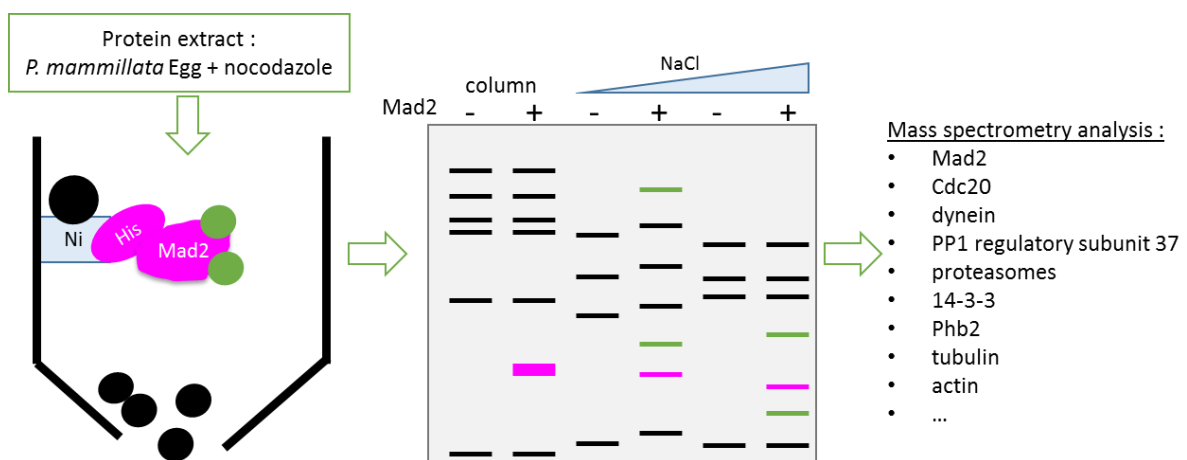 Protein extract :
P. mammillata Egg + nocodazole
Ni
His
Mad2
column
NaCl
Mad2 - + - + - +
Mass spectrometry analysis :
• Mad2
• Cdc20
• dynein
• PP1 regulatory subunit 37
• proteasomes
• 14-3-3
• Phb2
• tubulin
• actin
• ...